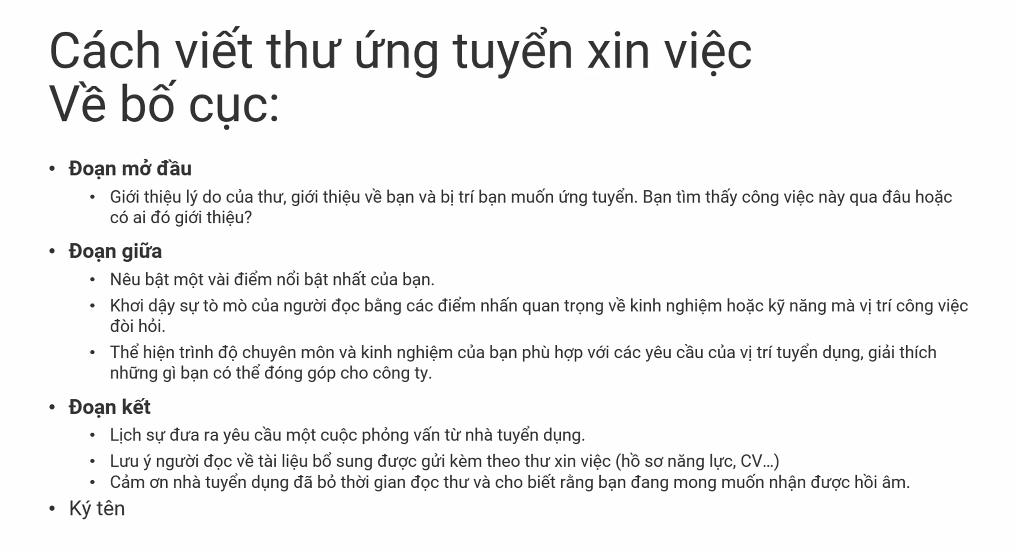 Cách viết thư ứng tuyển xin việc
Về bố cục:
• Đoạn mở đầu
• Giới thiệu lý do của thư, giới thiệu về bạn và bị trí bạn muốn ứng tuyển. Bạn tìm thấy công việc này qua đâu hoặc
có ai đó giới thiệu?
• Đoạn giữa
• Nêu bật một vài điểm nổi bật nhất của bạn.
• Khơi dậy sự tò mò của người đọc bằng các điểm nhấn quan trọng về kinh nghiệm hoặc kỹ năng mà vị trí công việc
đòi hỏi.
• Thể hiện trình độ chuyên môn và kinh nghiệm của bạn phù hợp với các yêu cầu của vị trí tuyển dụng, giải thích
những gì bạn có thể đóng góp cho công ty.
• Đoạn kết
• Lịch sự đưa ra yêu cầu một cuộc phỏng vấn từ nhà tuyển dụng.
• Lưu ý người đọc về tài liệu bổ sung được gửi kèm theo thư xin việc (hồ sơ năng lực, CV...)
• Cảm ơn nhà tuyển dụng đã bỏ thời gian đọc thư và cho biết rằng bạn đang mong muốn nhận được hồi âm.
• Ký tên